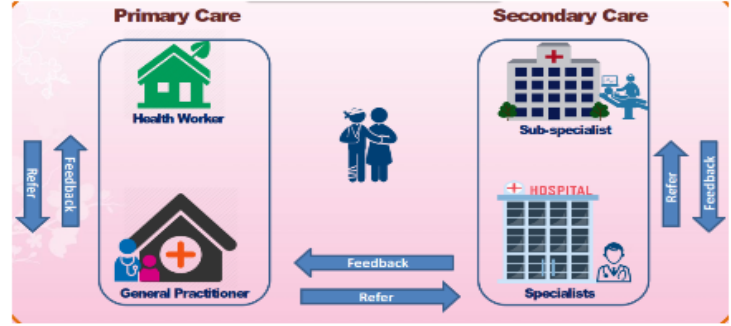 Primary Care
Secondary Care
Health Worker
Sub-specialist
Refer
Feedback
HOSPITAL
Refer
Feedback
Feedback
General Practitioner
Refer
Specialists